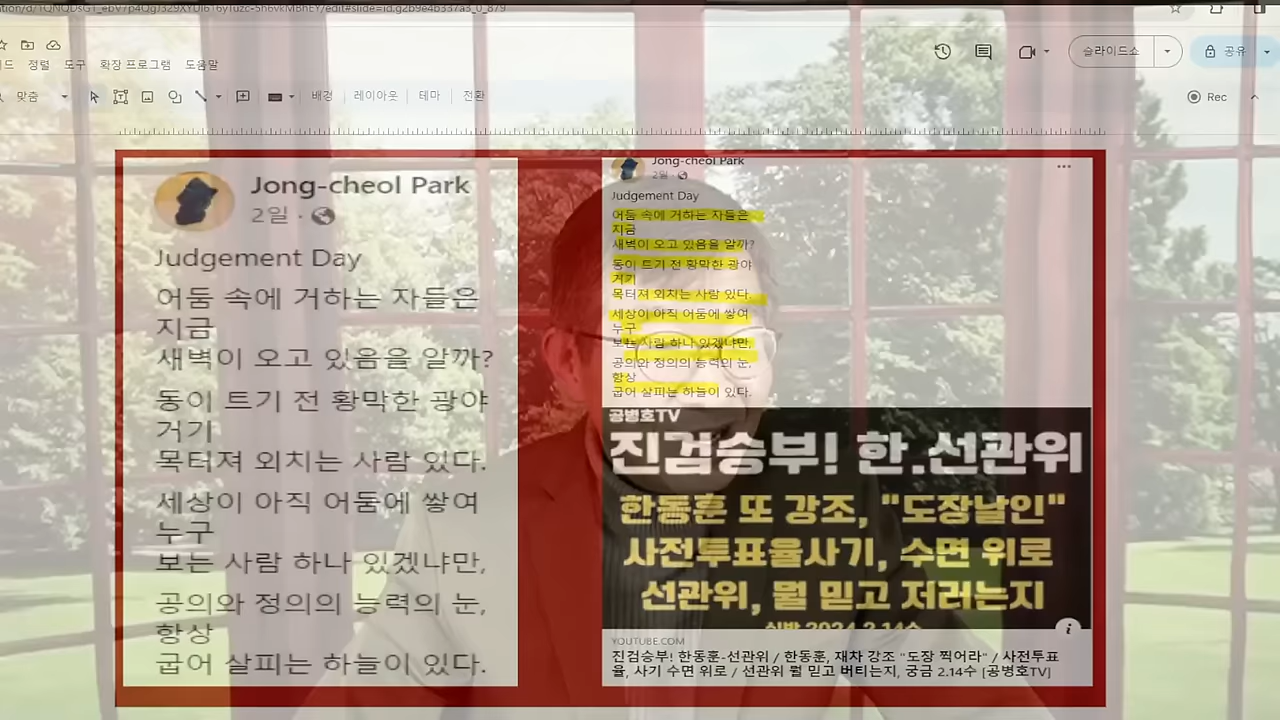 정렬 도구 확장 프로그램 도움말
슬라이드쇼
공유
맞춤
배경 레이아웃 테마 전환
Rec
Jong-cheol Park
2일
Judgement Day
어둠 속에 거하는 자들은
지금
새벽이 오고 있음을 알까?
동이 트기 전 황막한 광야
거기
목터져 외치는 사람 있다.
세상이 아직 어둠에 쌓여
누구
보는 사람 하나 있겠냐만,
공의와 정의의 능력의 눈,
항상
굽어 살피는 하늘이 있다.
Jong-cheol Park
2일
Judgement Day
어둠 속에 거하는 자들은
지금
새벽이 오고 있음을 알까?
동이 트기 전 황막한 광야
거기
목터져 외치는 사람 있다.
세상이 아직 어둠에 쌓여
누구
보는 사람 하나 있겠냐만,
공의와 정의의 능력의 눈,
항상
굽어 살피는 하늘이 있다.
공병호TV
진검승부! 한.선관위
한동훈 또 강조, "도장날인"
사전투표율사기, 수면 위로
선관위, 뭘 믿고 저러는지
YOUTUBE.COM
진검승부! 한동훈-선관위 / 한동훈, 재차 강조 "도장 찍어라" / 사전투표
율, 사기 수면 위로 / 선관위 뭘 믿고 버티는지, 궁금 2.14수 [공병호TV]